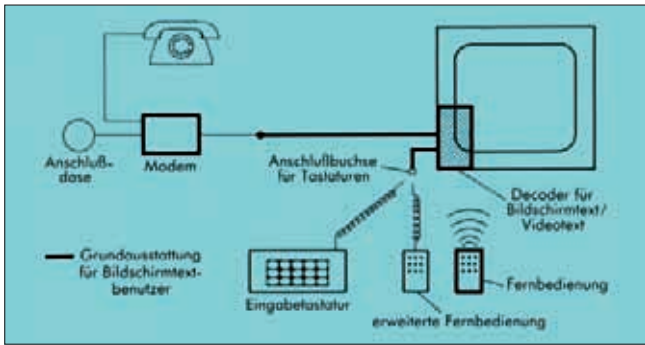 Anschluß-
dose
Modem
Anschlußbuchse
für Tastaturen
Decoder für
Bildschirmtext/
Videotext
Grundausstattung
für Bildschirmtext-
benutzer
Eingabetastatur
erweiterte Fernbedienung
Fernbedienung